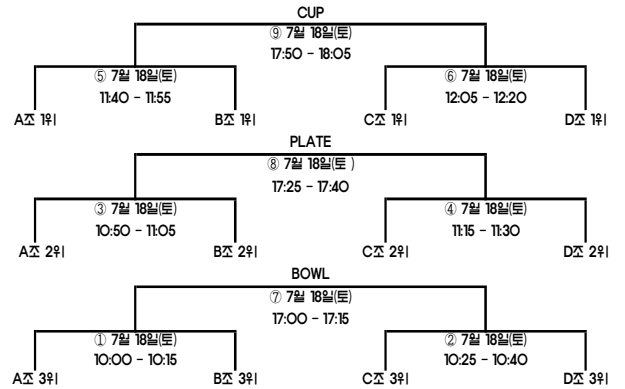 CUP
⑨ 7월 18일(토)
17:50 - 18:05
⑤ 7월 18일(토) ⑥ 7월 18일(토)
11:40 - 11:55 12:05 - 12:20
A조 1위 B조 1위 C조 1위 D조 1위
PLATE
⑧ 7월 18일(토 )
17:25 - 17:40
③ 7월 18일(토) ④ 7월 18일(토)
10:50 - 11:05 11:15 - 11:30
A조 2위 B조 2위 C조 2위 D조 2위
BOWL
⑦ 7월 18일(토)
17:00 - 17:15
① 7월 18일(토) ② 7월 18일(토)
10:00 - 10:15 10:25 - 10:40
A조 3위 B조 3위 C조 3위 D조 3위